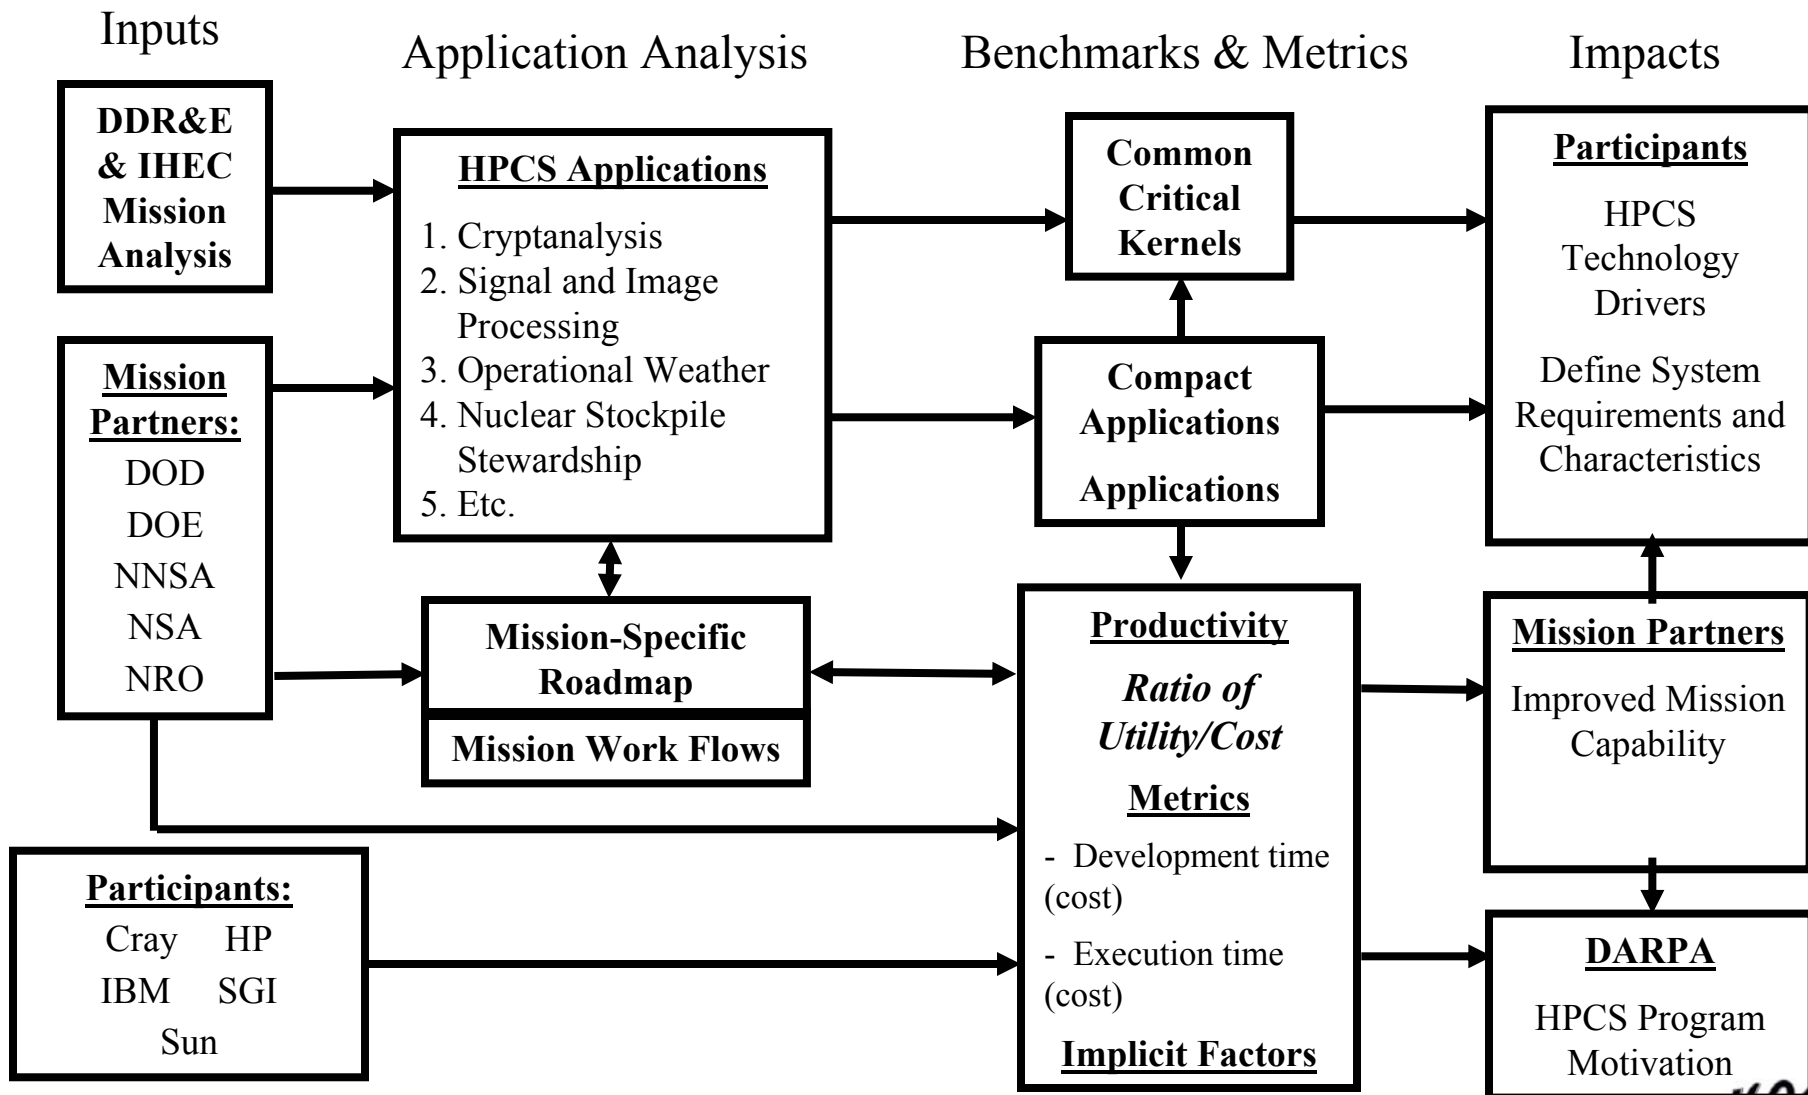 Inputs
Application Analysis
Benchmarks & Metrics
Impacts
DDR&E
& IHEC
Mission
Analysis
Mission
Partners:
DOD
DOE
NNSA
NSA
NRO
Participants:
Cray HP
IBM SGI
Sun
HPCS Applications
1. Cryptanalysis
2. Signal and Image
Processing
3. Operational Weather
4. Nuclear Stockpile
Stewardship
5. Etc.
Mission-Specific
Roadmap
Mission Work Flows
Common
Critical
Kernels
Compact
Applications
Applications
Productivity
Ratio of
Utility/Cost
Metrics
- Development time
(cost)
- Execution time
(cost)
Implicit Factors
Participants
HPCS
Technology
Drivers
Define System
Requirements and
Characteristics
Mission Partners
Improved Mission
Capability
DARPA
HPCS Program
Motivation